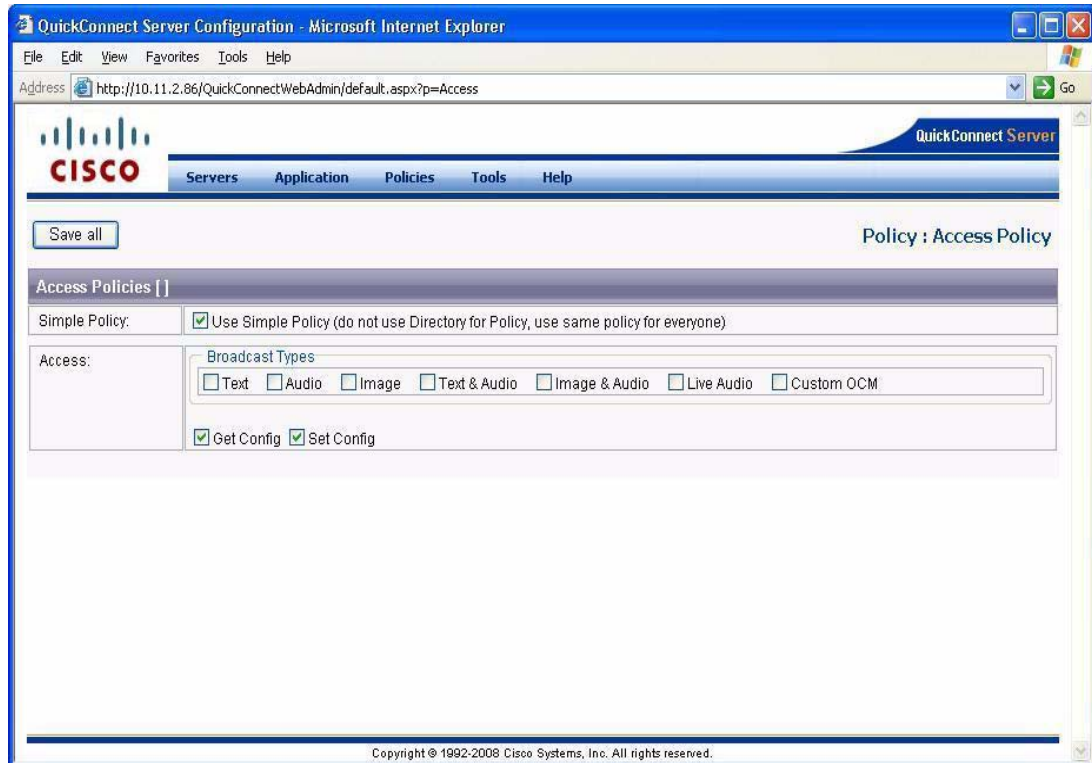 QuickConnect Server Configuration - Microsoft Internet Explorer
File Edit View Favorites Tools Help
Address http://10.11.2.86/QuickConnectWebAdmin/default.aspx?p=Access Go
CISCO
QuickConnect Server
Servers Application Policies Tools Help
Save all
Policy : Access Policy
Access Policies [ ]
Simple Policy: Use Simple Policy (do not use Directory for Policy, use same policy for everyone)
Access: Broadcast Types
Text Audio Image Text & Audio Image & Audio Live Audio Custom OCM
Get Config Set Config
Copyright © 1992-2008 Cisco Systems, Inc. All rights reserved.